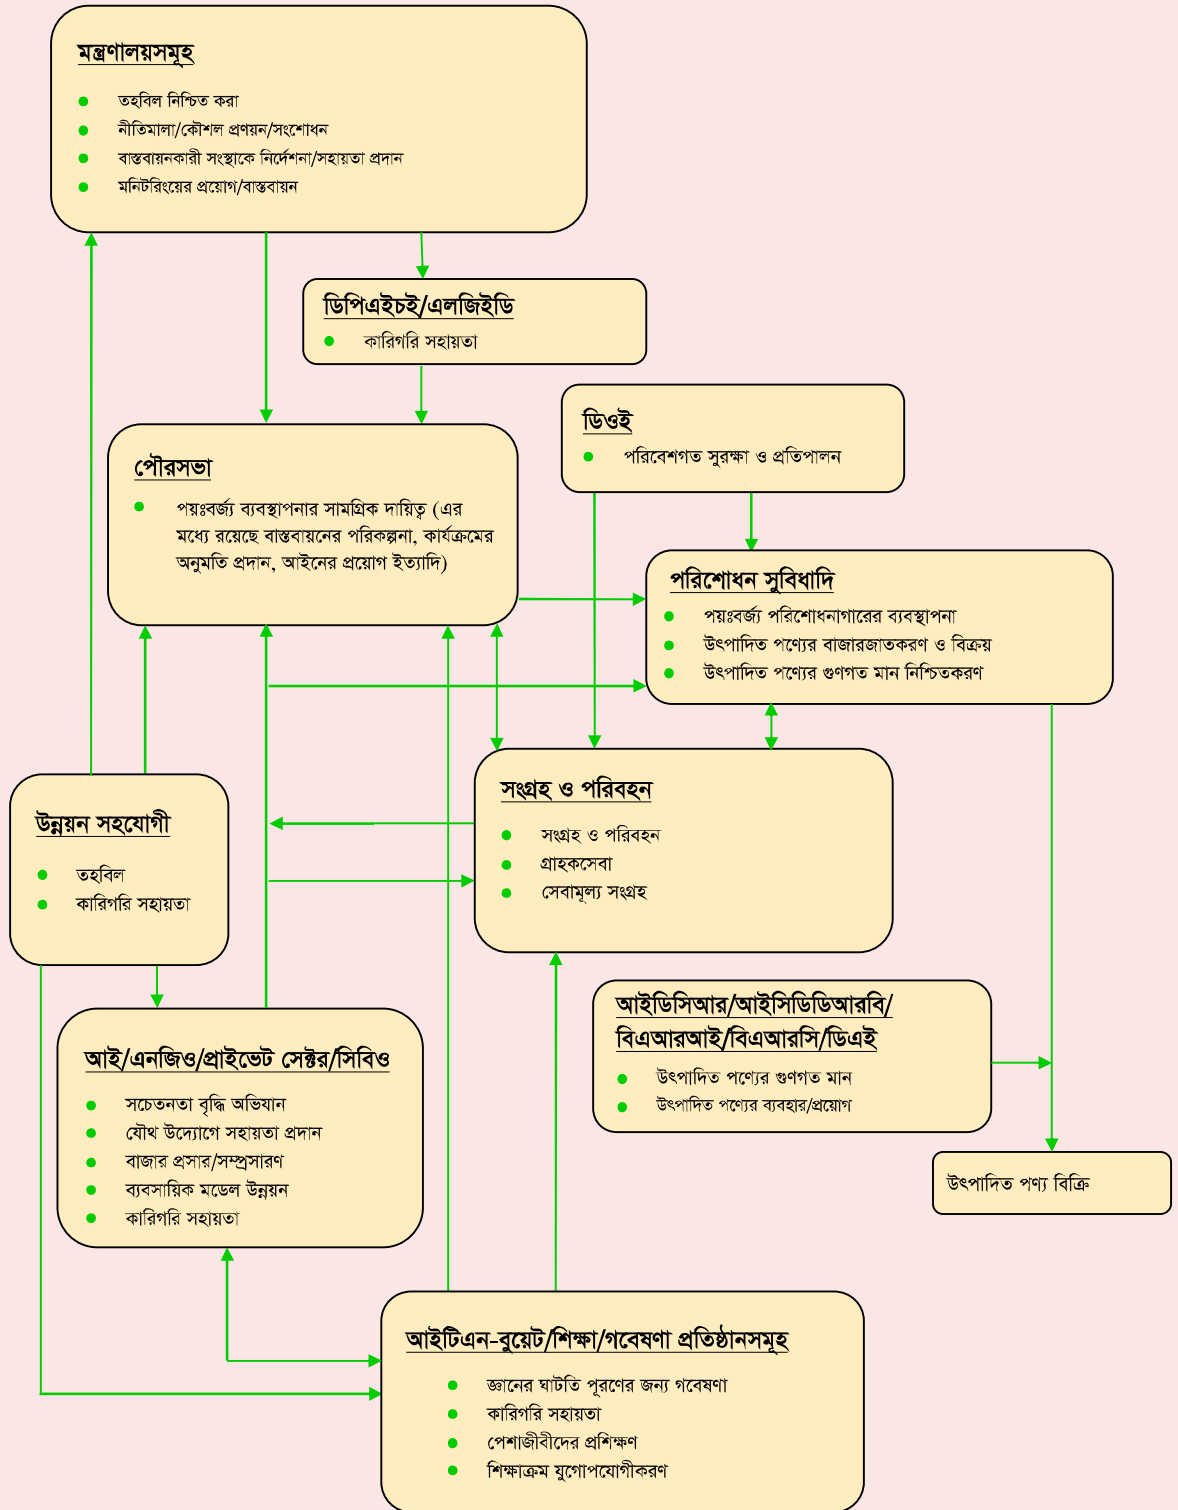 মন্ত্রণালয়সমূহ
তহবিল নিশ্চিত করা
নীতিমালা/কৌশল প্রণয়ন/সংশোধন
বাস্তবায়নকারী সংস্থাকে নির্দেশনা/সহায়তা প্রদান
মনিটরিংয়ের প্রয়োগ/বাস্তবায়ন
ডিপিএইচই/এলজিইডি
কারিগরি সহায়তা
ডিওই
পরিবেশগত সুরক্ষা ও প্রতিপালন
পৌরসভা
পয়ঃবর্জ্য ব্যবস্থাপনার সামগ্রিক দায়িত্ব (এর
মধ্যে রয়েছে বাস্তবায়নের পরিকল্পনা, কার্যক্রমের
অনুমতি প্রদান, আইনের প্রয়োগ ইত্যাদি)
পরিশোধন সুবিধাদি
পয়ঃবর্জ্য পরিশোধনাগারের ব্যবস্থাপনা
উৎপাদিত পণ্যের বাজারজাতকরণ ও বিক্রয়
উৎপাদিত পণ্যের গুণগত মান নিশ্চিতকরণ
সংগ্রহ ও পরিবহন
সংগ্রহ ও পরিবহন
গ্রাহকসেবা
সেবামূল্য সংগ্রহ
উন্নয়ন সহযোগী
তহবিল
কারিগরি সহায়তা
আইডিসিআর/আইসিডিডিআরবি/
বিএআরআই/বিএআরসি/ডিএই
উৎপাদিত পণ্যের গুণগত মান
উৎপাদিত পণ্যের ব্যবহার/প্রয়োগ
আই/এনজিও/প্রাইভেট সেক্টর/সিবিও
সচেতনতা বৃদ্ধি অভিযান
যৌথ উদ্যোগে সহায়তা প্রদান
বাজার প্রসার/সম্প্রসারণ
ব্যবসায়িক মডেল উন্নয়ন
কারিগরি সহায়তা
উৎপাদিত পণ্য বিক্রি
আইটিএন-বুয়েট/শিক্ষা/গবেষণা প্রতিষ্ঠানসমূহ
জ্ঞানের ঘাটতি পূরণের জন্য গবেষণা
কারিগরি সহায়তা
পেশাজীবীদের প্রশিক্ষণ
শিক্ষাক্রম যুগোপযোগীকরণ